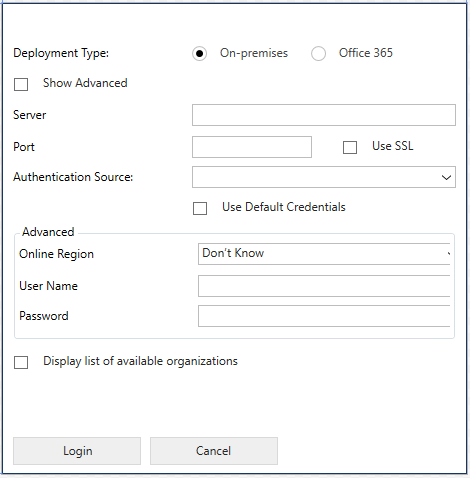 Deployment Type: On-premises Office 365
Show Advanced
Server
Port Use SSL
Authentication Source:
Use Default Credentials
Advanced
Online Region Don't Know
User Name
Password
Display list of available organizations
Login Cancel